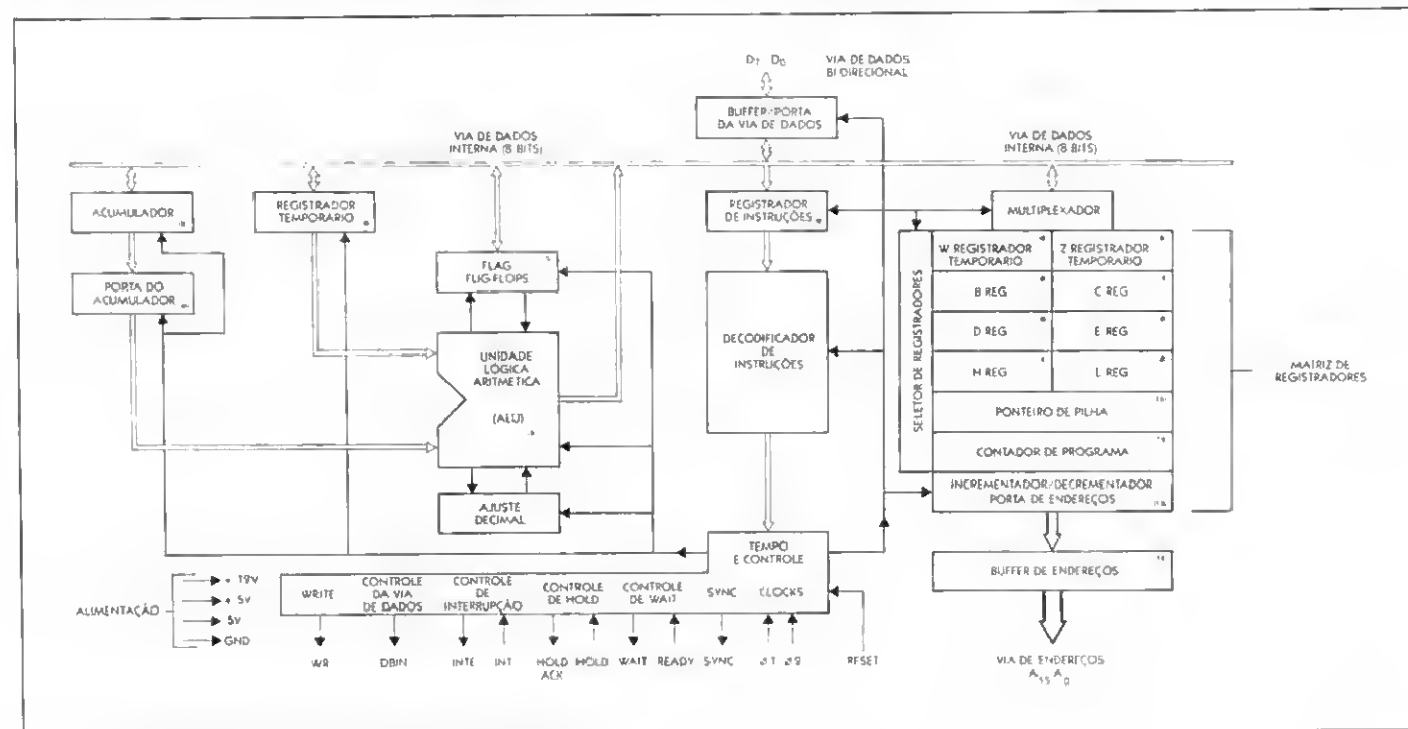 D7 D0
VIA DE DADOS
BI DIRECIONAL
BUFFER/PORTA
DA VIA DE DADOS
VIA DE DADOS
INTERNA (8 BITS)
VIA DE DADOS
INTERNA (8 BITS)
ACUMULADOR
REGISTRADOR
TEMPORARIO
REGISTRADOR
DE INSTRUÇÕES
MULTIPLEXADOR
PORTA DO
ACUMULADOR
FLAG
FLIG-FLOPS
SELETOR DE REGISTRADORES
W REGISTRADOR
TEMPORARIO
Z REGISTRADOR
TEMPORARIO
B REG
C REG
D REG
E REG
H REG
L REG
PONTEIRO DE PILHA
CONTADOR DE PROGRAMA
INCREMENTADOR/DECREMENTADOR
PORTA DE ENDEREÇOS
MATRIZ DE
REGISTRADORES
UNIDADE
LÓGICA
ARITMETICA
(ALU)
DECODIFICADOR
DE
INSTRUÇÕES
AJUSTE
DECIMAL
TEMPO
E CONTROLE
BUFFER DE ENDEREÇOS
ALIMENTAÇÃO
+ 5V
5V
GND
WRITE
CONTROLE
DA VIA
DE DADOS
CONTROLE
DE
INTERRUPÇÃO
CONTROLE
DE HOLD
CONTROLE
DE WAIT
SYNC
CLOCKS
WR
DBIN
INTE
INT
HOLD
ACK
HOLD
WAIT
READY
SYNC
ø1
ø2
RESET
VIA DE ENDEREÇOS
A15 A0